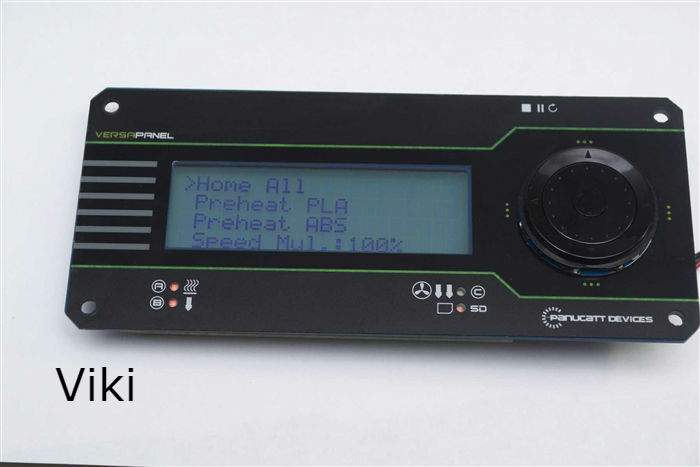 VERSAPANEL
>Home All
Preheat PLA
Preheat ABS
Speed Mul.:100%
A
B
C
SD
PANUCATT DEVICES
Viki